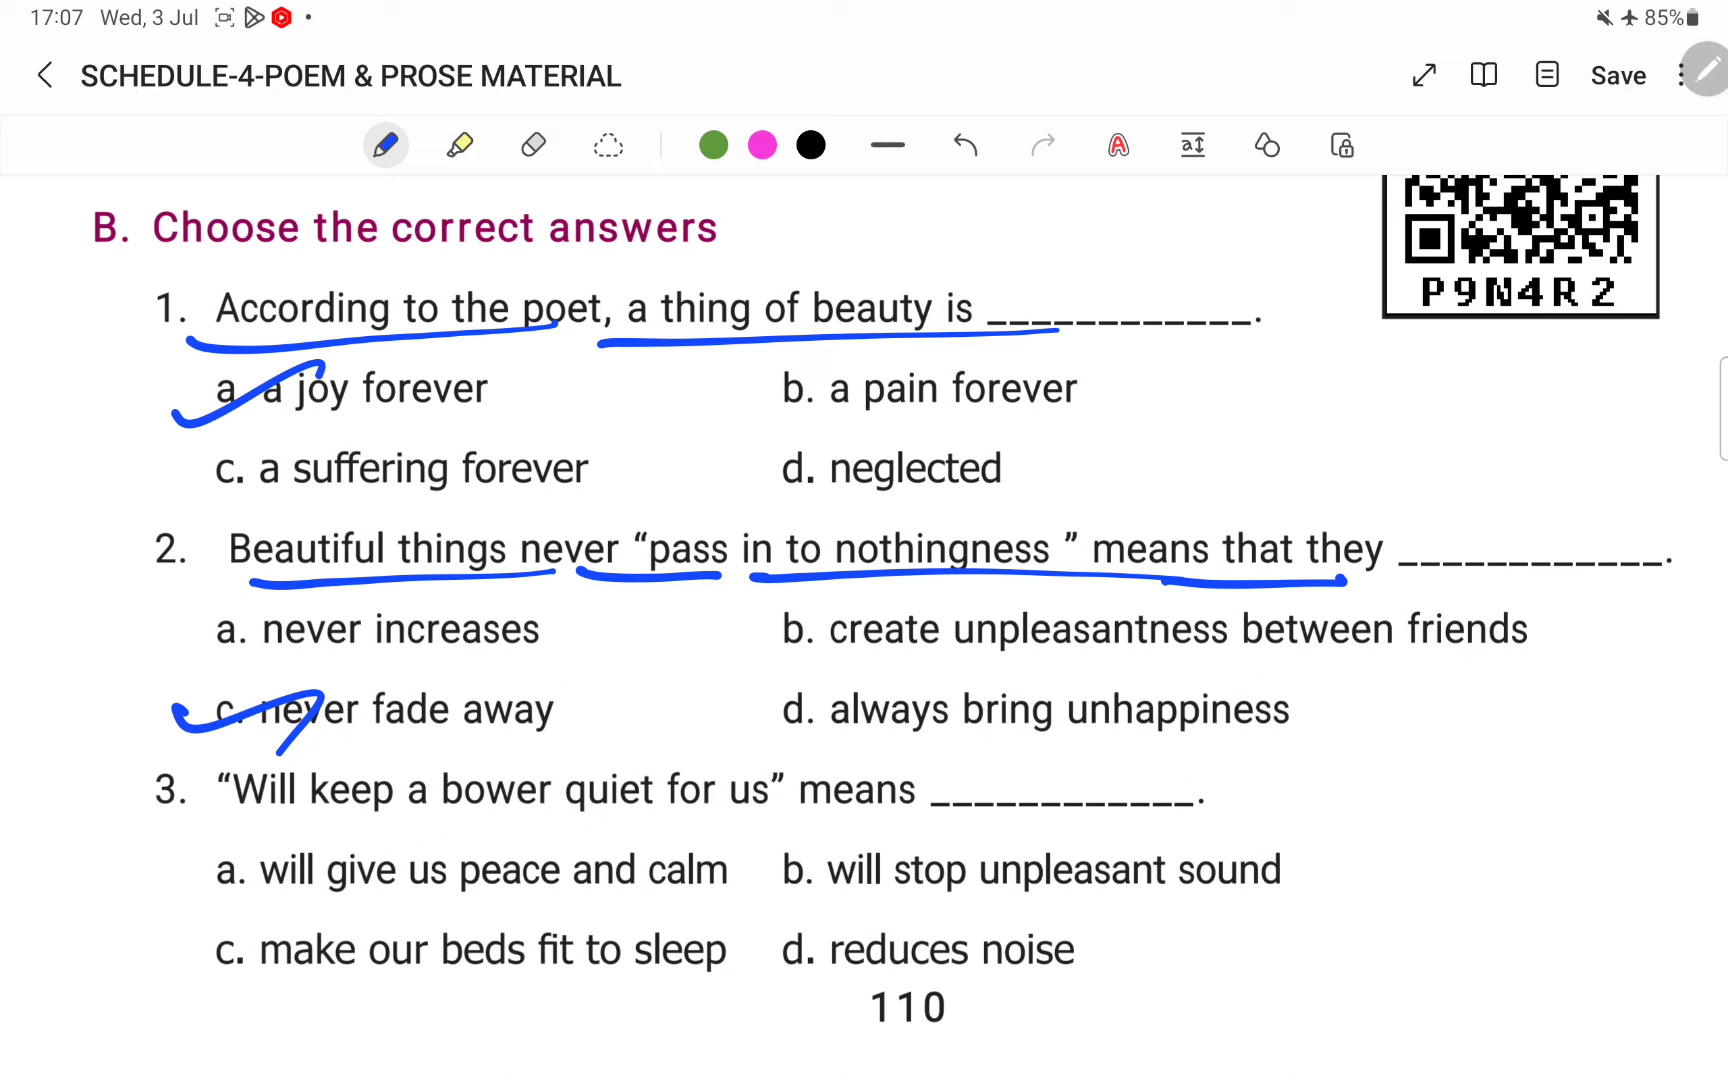 17:07 Wed, 3 Jul 85%
SCHEDULE-4-POEM & PROSE MATERIAL Save
B. Choose the correct answers
P9N4R2
1. According to the poet, a thing of beauty is ____________.
a. a joy forever b. a pain forever
c. a suffering forever d. neglected
2. Beautiful things never “pass in to nothingness ” means that they ____________.
a. never increases b. create unpleasantness between friends
c. never fade away d. always bring unhappiness
3. “Will keep a bower quiet for us” means ____________.
a. will give us peace and calm b. will stop unpleasant sound
c. make our beds fit to sleep d. reduces noise
110